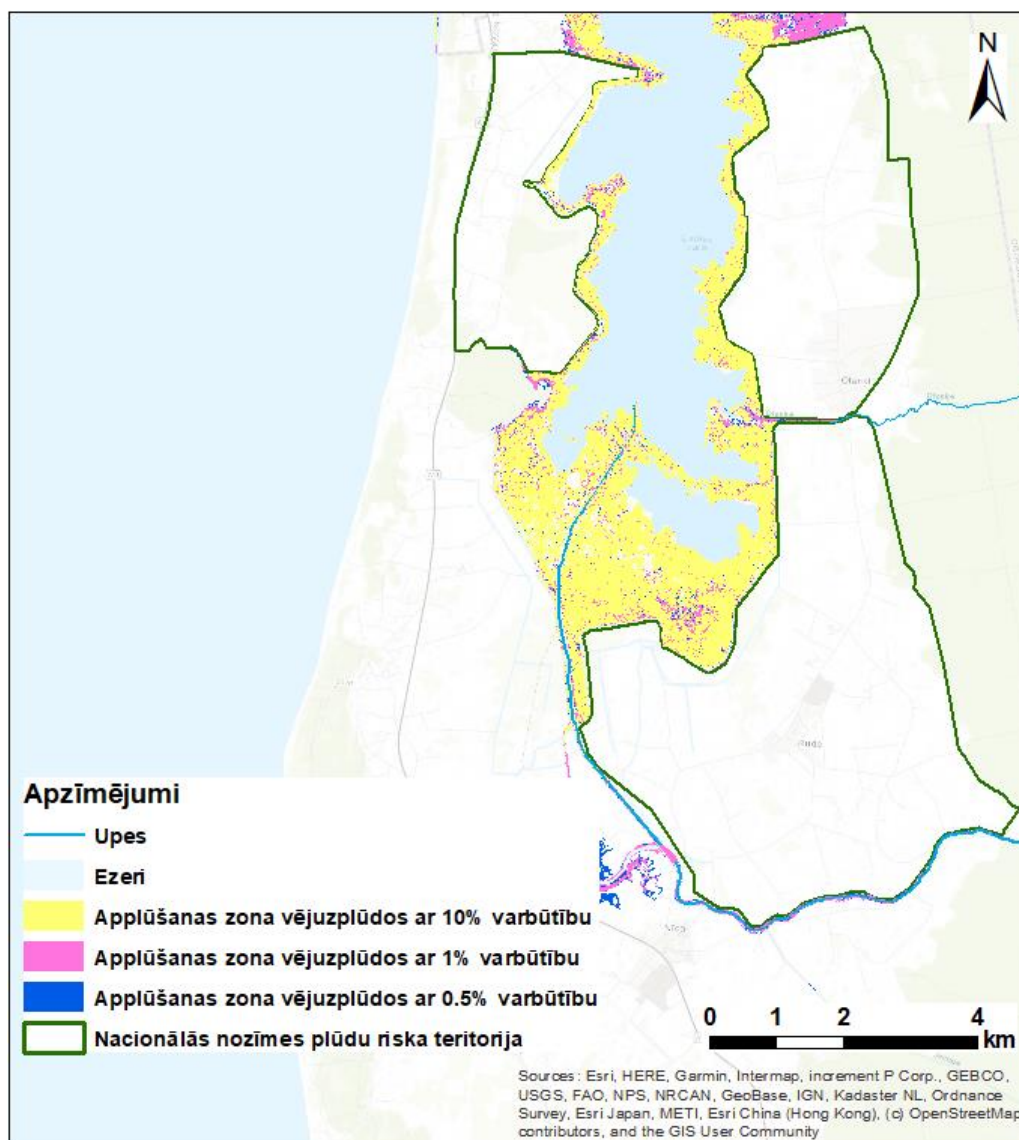 N
Otaņķi
Apzīmējumi
Upes
Ezeri
Applūšanas zona vējuzplūdos ar 10% varbūtību
Applūšanas zona vējuzplūdos ar 1% varbūtību
Applūšanas zona vējuzplūdos ar 0.5% varbūtību
Nacionālās nozīmes plūdu riska teritorija
0 1 2 4
km
Sources: Esri, HERE, Garmin, Intermap, increment P Corp., GEBCO,
USGS, FAO, NPS, NRCAN, GeoBase, IGN, Kadaster NL, Ordnance
Survey, Esri Japan, METI, Esri China (Hong Kong), (c) OpenStreetMap
contributors, and the GIS User Community